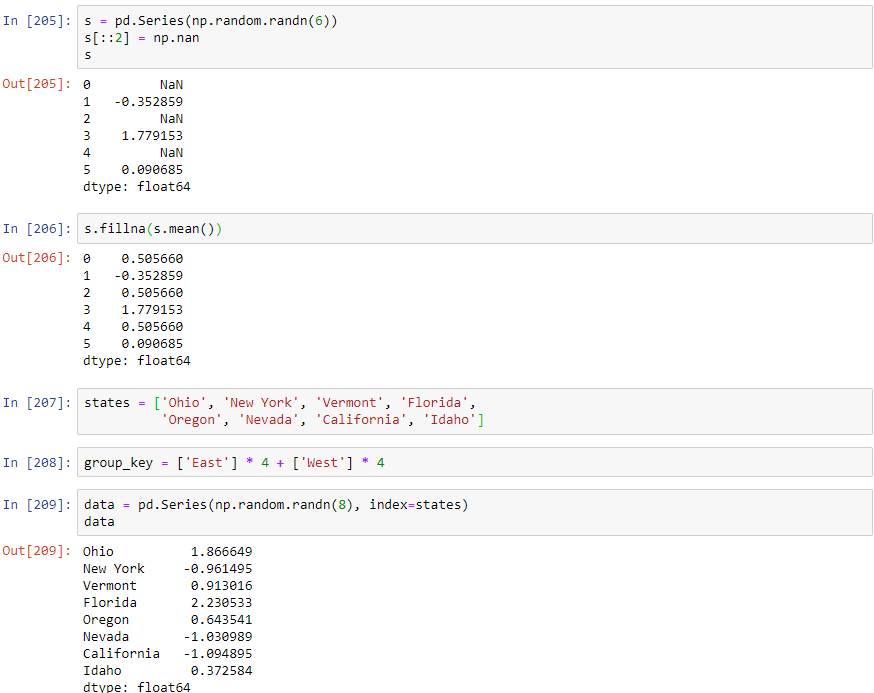 In [205]: s = pd.Series(np.random.randn(6))
s[::2] = np.nan
s
Out[205]: 0 NaN
1 -0.352859
2 NaN
3 1.779153
4 NaN
5 0.090685
dtype: float64
In [206]: s.fillna(s.mean())
Out[206]: 0 0.505660
1 -0.352859
2 0.505660
3 1.779153
4 0.505660
5 0.090685
dtype: float64
In [207]: states = ['Ohio', 'New York', 'Vermont', 'Florida',
'Oregon', 'Nevada', 'California', 'Idaho']
In [208]: group_key = ['East'] * 4 + ['West'] * 4
In [209]: data = pd.Series(np.random.randn(8), index=states)
data
Out[209]: Ohio 1.866649
New York -0.961495
Vermont 0.913016
Florida 2.230533
Oregon 0.643541
Nevada -1.030989
California -1.094895
Idaho 0.372584
dtype: float64